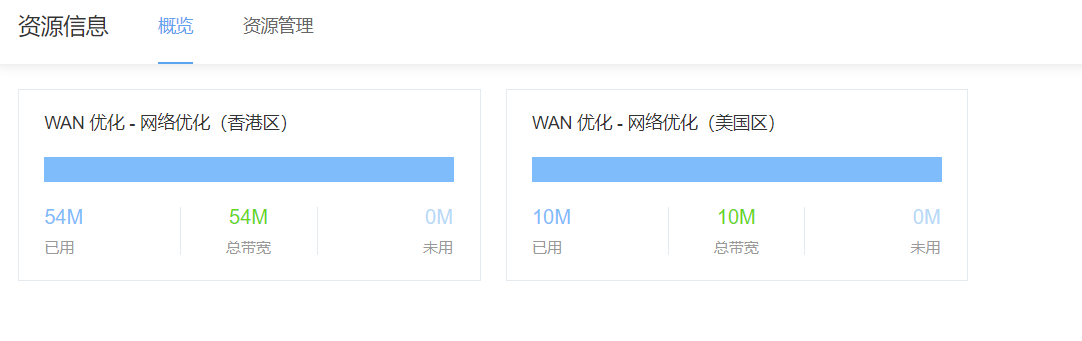 资源信息 概览 资源管理
WAN 优化 - 网络优化（香港区）
54M 54M 0M
已用 总带宽 未用
WAN 优化 - 网络优化（美国区）
10M 10M 0M
已用 总带宽 未用